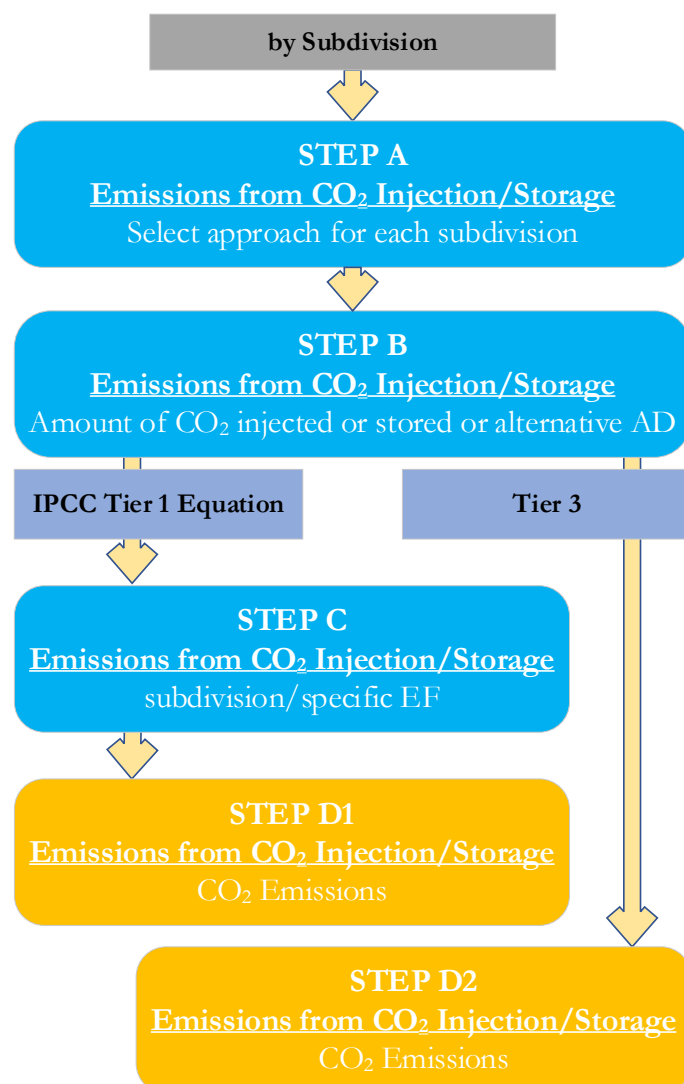 by Subdivision
STEP A
Emissions from CO₂ Injection/Storage
Select approach for each subdivision
STEP B
Emissions from CO₂ Injection/Storage
Amount of CO₂ injected or stored or alternative AD
IPCC Tier 1 Equation
Tier 3
STEP C
Emissions from CO₂ Injection/Storage
subdivision/specific EF
STEP D1
Emissions from CO₂ Injection/Storage
CO₂ Emissions
STEP D2
Emissions from CO₂ Injection/Storage
CO₂ Emissions